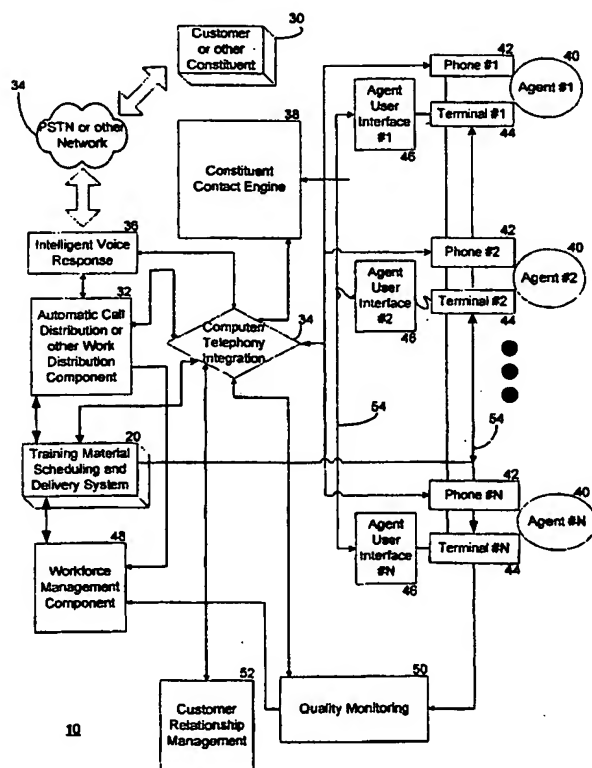 30
Customer
or other
Constituent
34
PSTN or other
Network
38
Constituent
Contact Engine
36
Intelligent Voice
Response
32
Automatic Call
Distribution or
other Work
Distribution
Component
Computer
Telephony
Integration
34
20
Training Material
Scheduling and
Delivery System
48
Workforce
Management
Component
52
Customer
Relationship
Management
50
Quality Monitoring
10
42
Phone #1
40
Agent #1
Agent
User
Interface
#1
46
Terminal #1
44
42
Phone #2
40
Agent #2
Agent
User
Interface
#2
46
Terminal #2
44
54
54
42
Phone #N
40
Agent #N
Agent
User
Interface
#N
46
Terminal #N
44